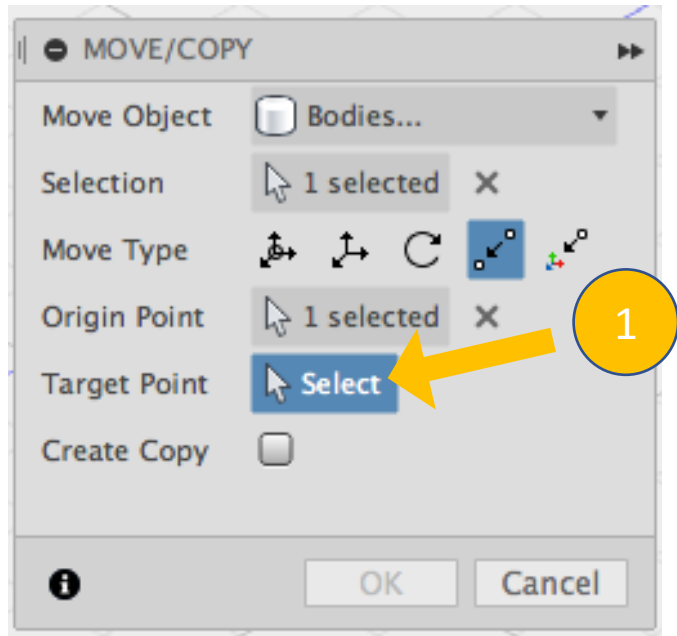 MOVE/COPY
Move Object Bodies...
Selection 1 selected
Move Type
Origin Point 1 selected
1
Target Point Select
Create Copy
OK Cancel